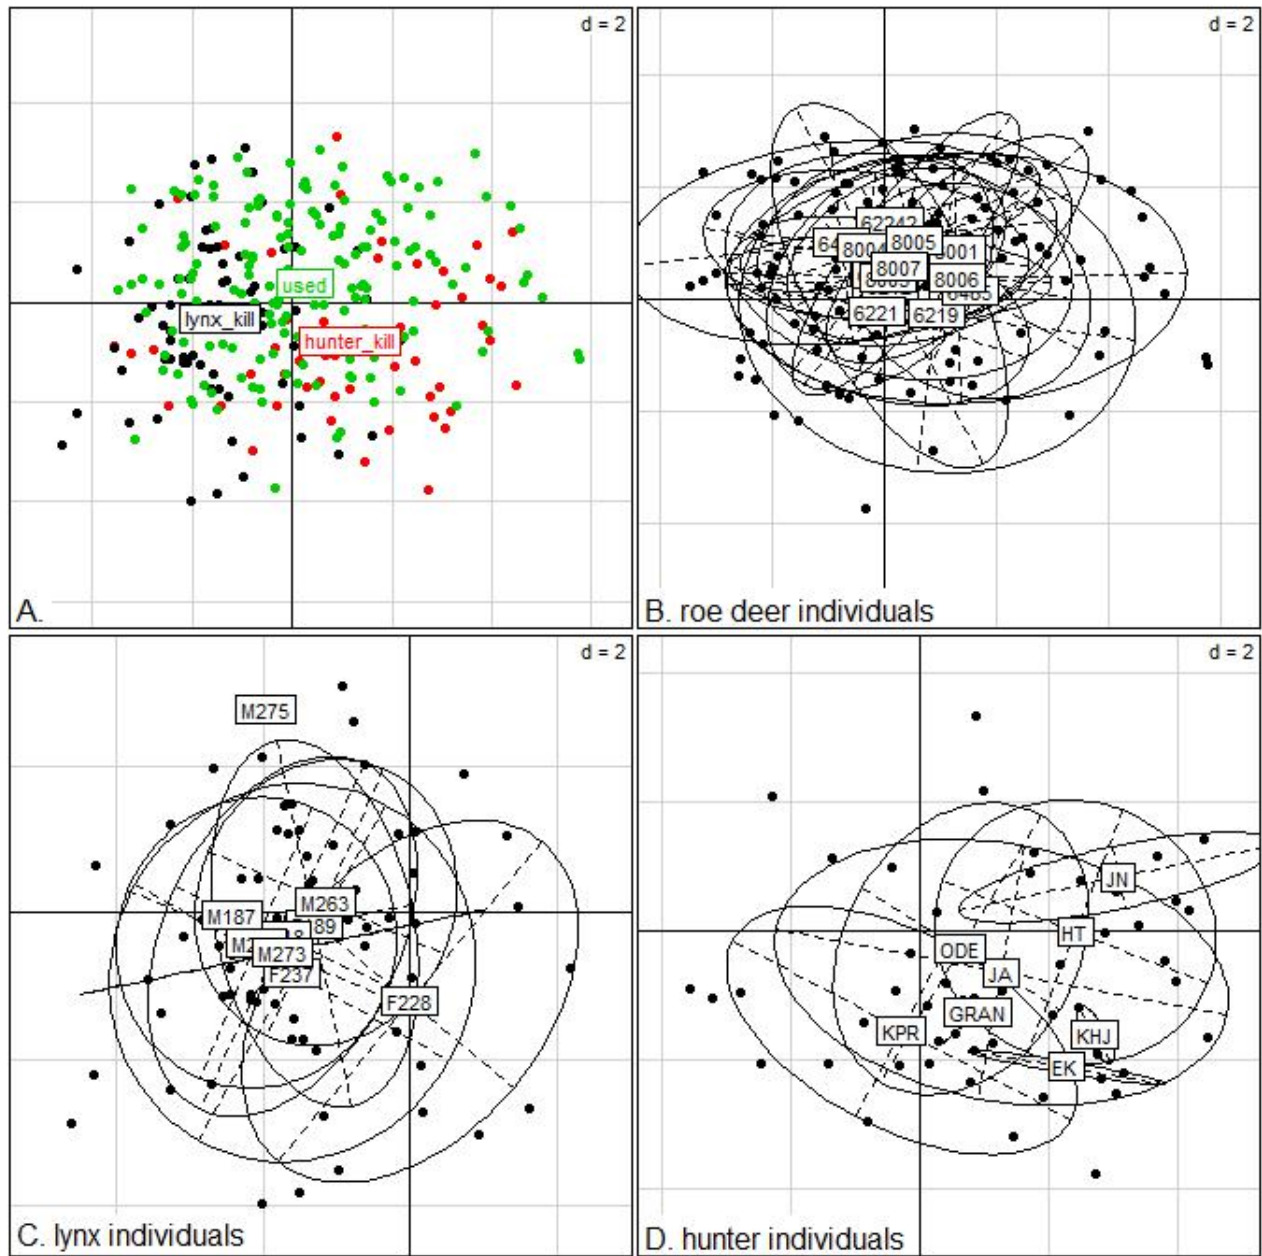 d = 2
used
lynx_kill
hunter_kill
A.
d = 2
62242
8005
8004
8007
8006
6221
6219
B. roe deer individuals
d = 2
M275
M263
M187
M273
F237
F228
C. lynx individuals
d = 2
JN
HT
ODE
JA
GRAN
KPR
KHJ
EK
D. hunter individuals